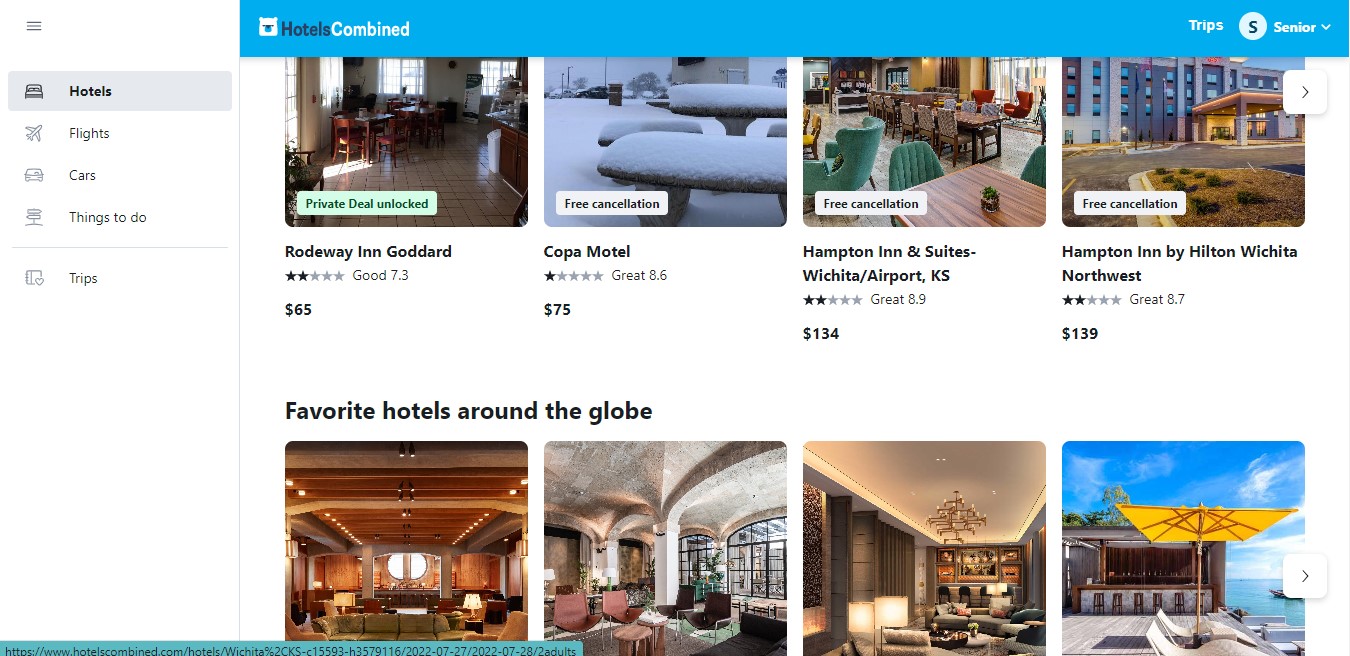 HotelsCombined
Trips
S
Senior
Hotels
Flights
Cars
Things to do
Trips
Private Deal unlocked
Free cancellation
Free cancellation
Free cancellation
Rodeway Inn Goddard
Good 7.3
$65
Copa Motel
Great 8.6
$75
Hampton Inn & Suites-
Wichita/Airport, KS
Great 8.9
$134
Hampton Inn by Hilton Wichita
Northwest
Great 8.7
$139
Favorite hotels around the globe
https://www.hotelscombined.com/hotels/Wichita%2CKS-c15593-h3579116/2022-07-27/2022-07-28/2adults